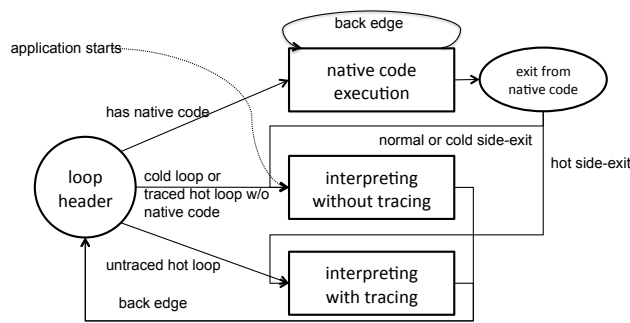 back edge
application starts
native code
execution
exit from
native code
has native code
normal or cold side-exit
hot side-exit
loop
header
cold loop or
traced hot loop w/o
native code
interpreting
without tracing
untraced hot loop
interpreting
with tracing
back edge